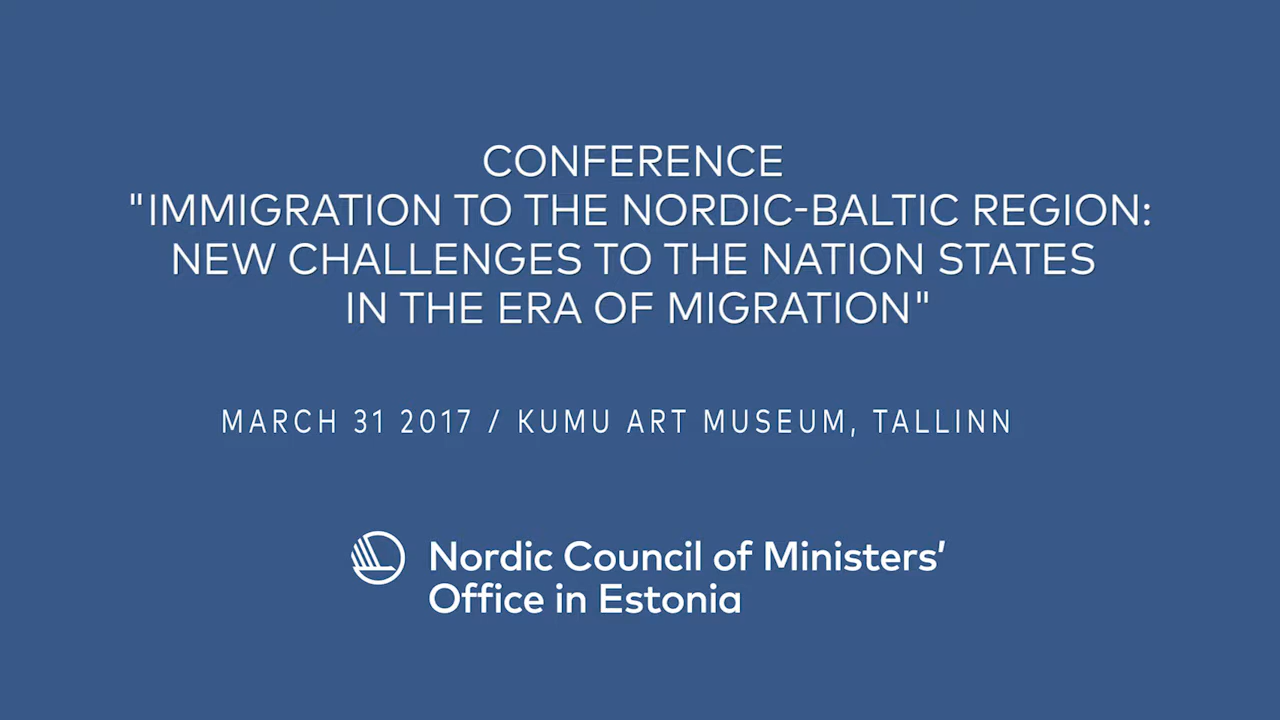 CONFERENCE
"IMMIGRATION TO THE NORDIC-BALTIC REGION:
NEW CHALLENGES TO THE NATION STATES
IN THE ERA OF MIGRATION"
MARCH 31 2017 / KUMU ART MUSEUM, TALLINN
Nordic Council of Ministers’
Office in Estonia